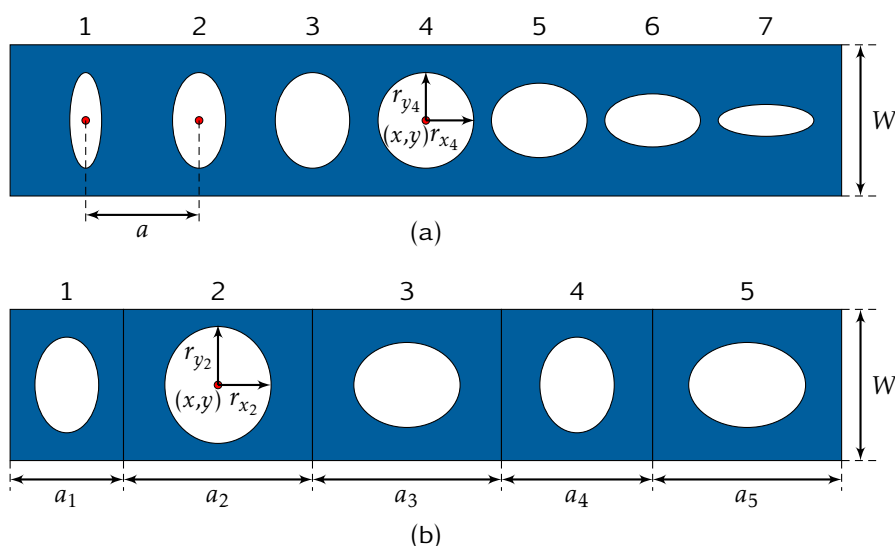 1 2 3 4 5 6 7
r_{y_4}
W
(x,y) r_{x_4}
a
(a)
1 2 3 4 5
r_{y_2}
W
(x,y) r_{x_2}
a_1 a_2 a_3 a_4 a_5
(b)